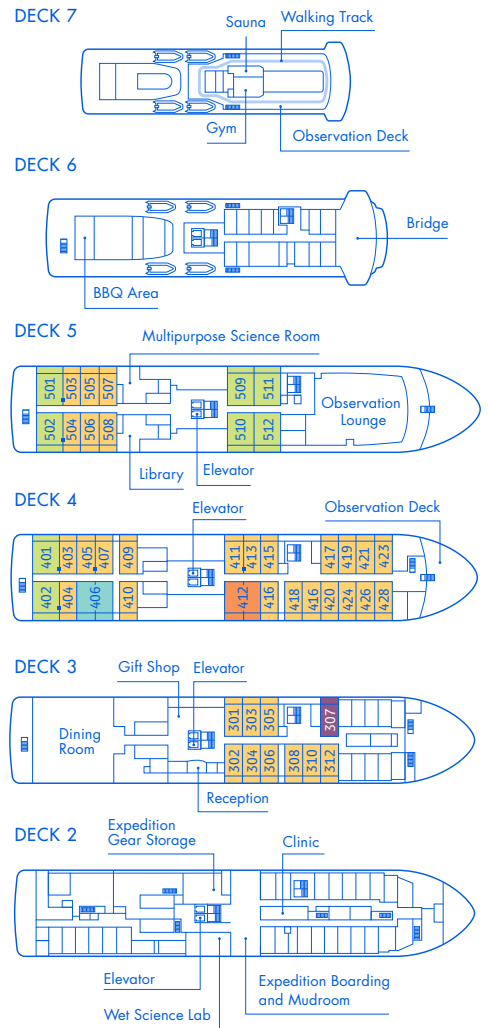 DECK 7
Sauna
Walking Track
Gym
Observation Deck
DECK 6
Bridge
BBQ Area
DECK 5
Multipurpose Science Room
501 503 505 507 509 511
Observation
Lounge
502 504 506 508 510 512
Library
Elevator
DECK 4
Elevator
Observation Deck
401 403 405 407 409 411 413 415 417 419 421 423
402 404 406 410 412 416 418 416 420 424 426 428
DECK 3
Gift Shop
Elevator
301 303 305 307
Dining
Room
302 304 306 308 310 312
Reception
DECK 2
Expedition
Gear Storage
Clinic
Elevator
Expedition Boarding
and Mudroom
Wet Science Lab